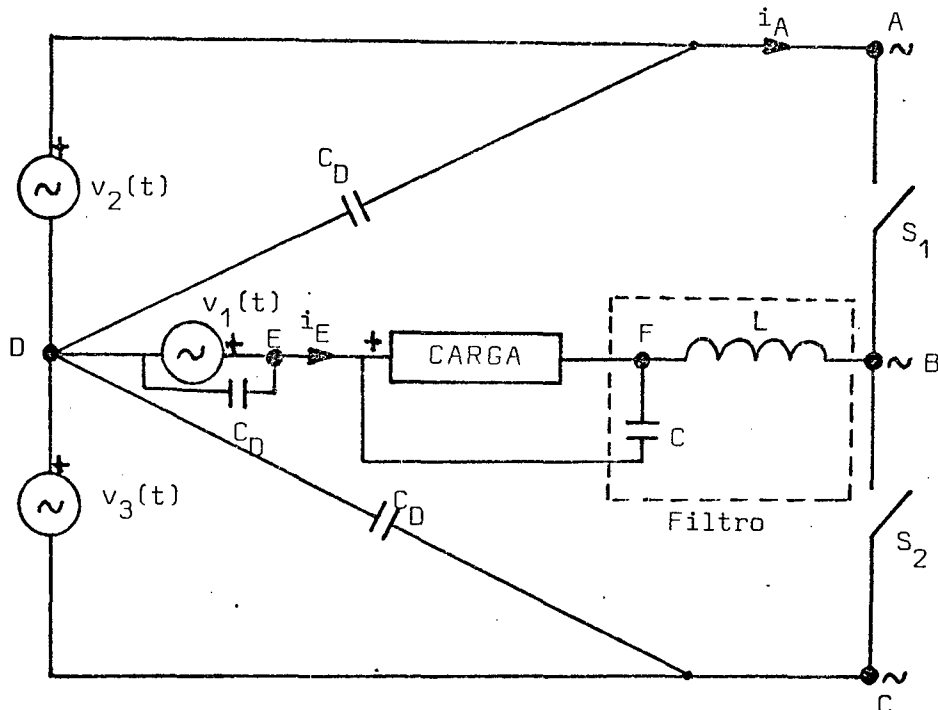 i_A
A
~
+
~
v_2(t)
C_D
S_1
v_1(t)
D
~
+
E
i_E
+
CARGA
F
L
~
B
C_D
C
+
~
v_3(t)
C_D
Filtro
S_2
~
C